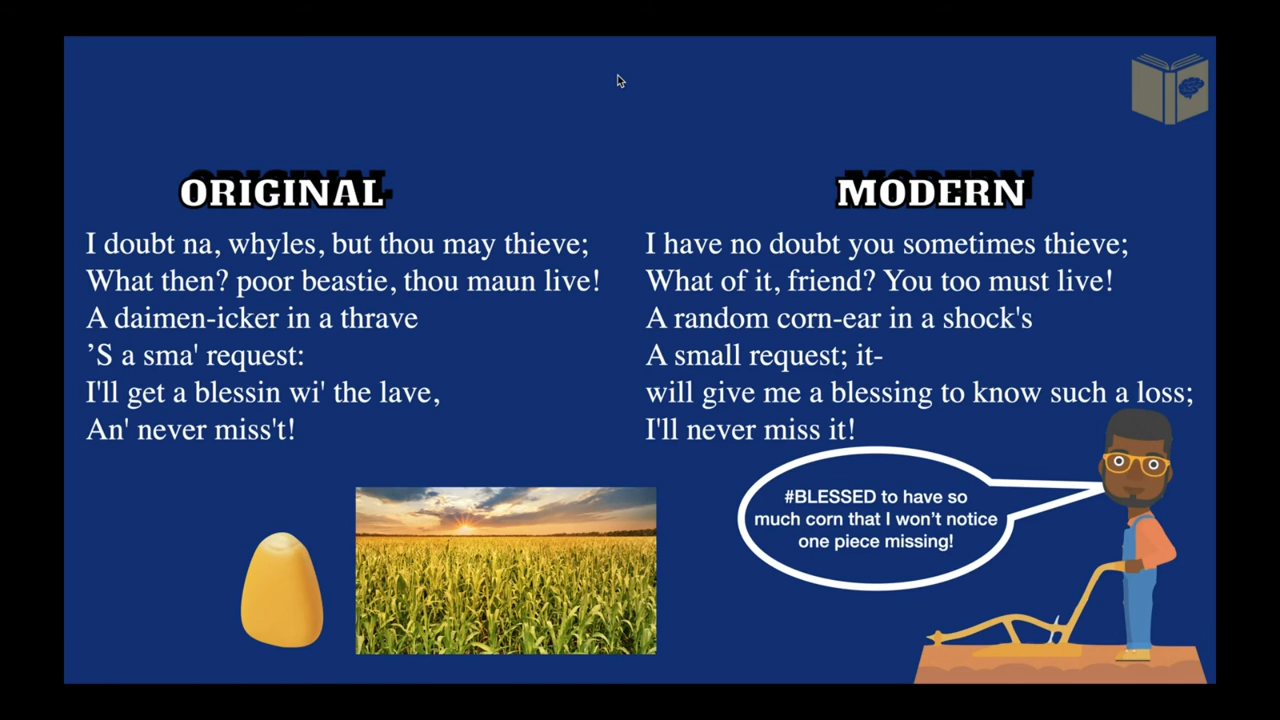 ORIGINAL
I doubt na, whyles, but thou may thieve;
What then? poor beastie, thou maun live!
A daimen-icker in a thrave
’S a sma' request:
I'll get a blessin wi' the lave,
An' never miss't!
MODERN
I have no doubt you sometimes thieve;
What of it, friend? You too must live!
A random corn-ear in a shock's
A small request; it-
will give me a blessing to know such a loss;
I'll never miss it!
#BLESSED to have so
much corn that I won’t notice
one piece missing!